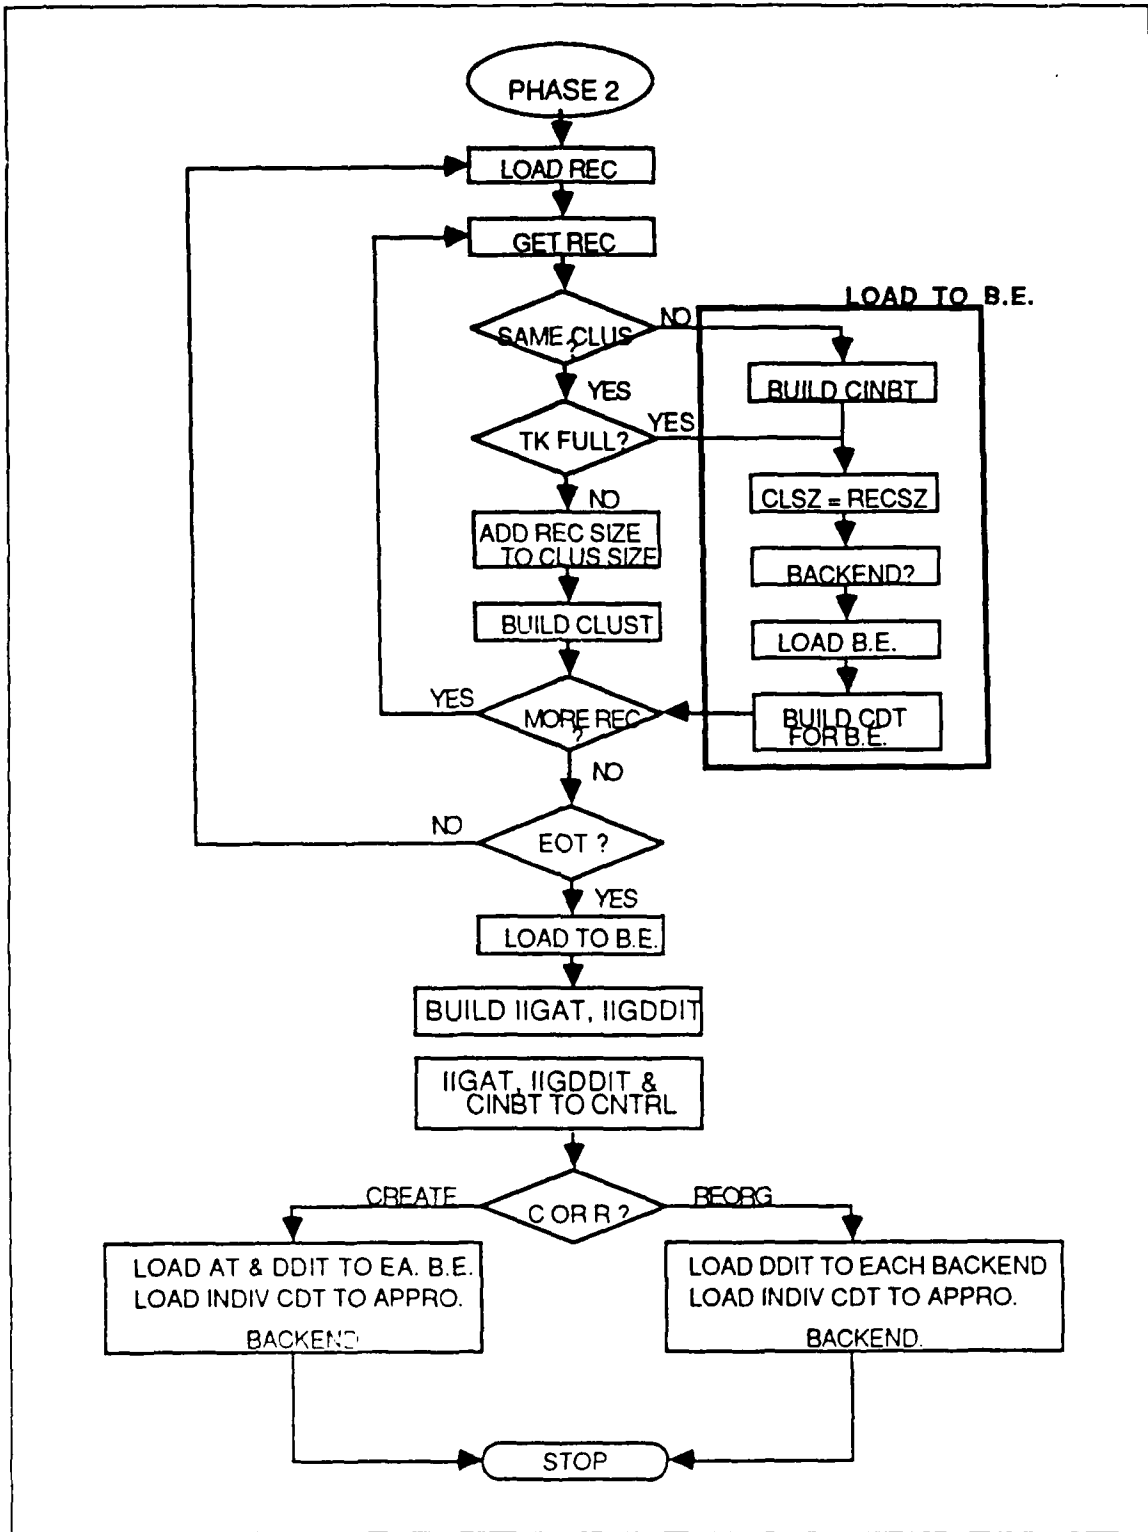 PHASE 2
LOAD REC
GET REC
LOAD TO B.E.
SAME CLUS
?
NO
BUILD CINBT
YES
TK FULL?
YES
NO
CLSZ = RECSZ
ADD REC SIZE
TO CLUS SIZE
BACKEND?
BUILD CLUST
LOAD B.E.
YES
MORE REC
?
BUILD CDT
FOR B.E.
NO
NO
EOT ?
YES
LOAD TO B.E.
BUILD IIGAT, IIGDDIT
IIGAT, IIGDDIT &
CINBT TO CNTRL
CREATE
C OR R ?
REORG
LOAD AT & DDIT TO EA. B.E.
LOAD INDIV CDT TO APPRO.
BACKEND
LOAD DDIT TO EACH BACKEND
LOAD INDIV CDT TO APPRO.
BACKEND.
STOP